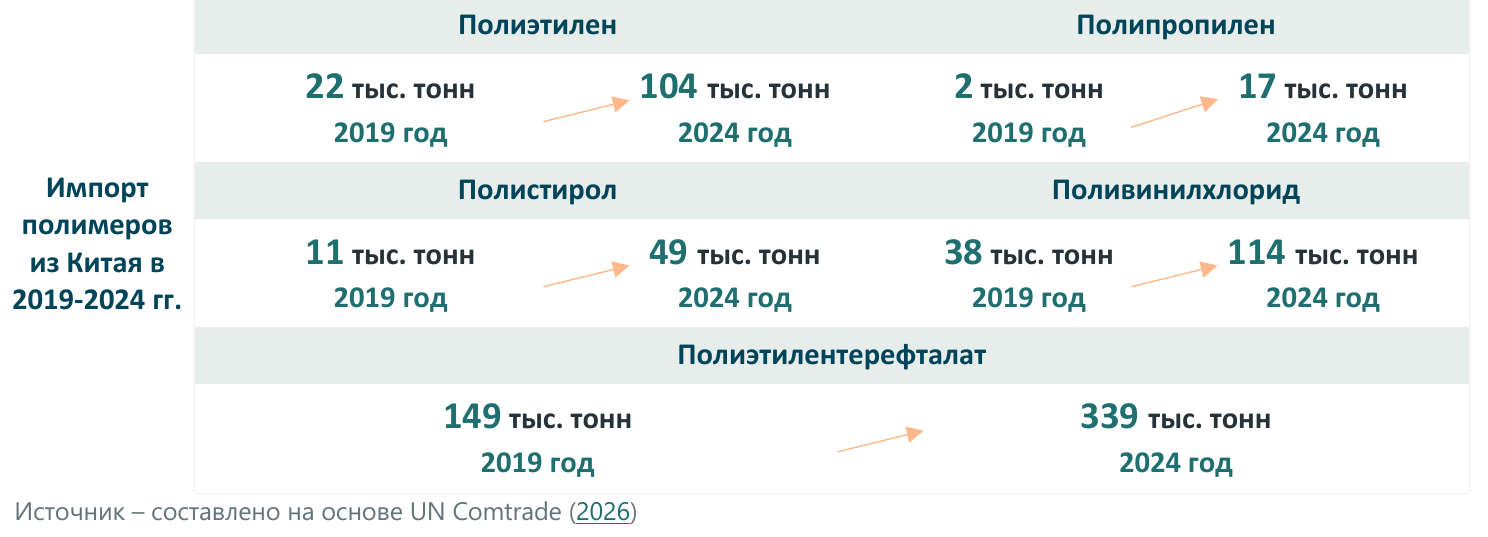 Полиэтилен Полипропилен
22 тыс. тонн 104 тыс. тонн 2 тыс. тонн 17 тыс. тонн
2019 год 2024 год 2019 год 2024 год
Импорт
полимеров
из Китая в
2019-2024 гг.
Полистирол Поливинилхлорид
11 тыс. тонн 49 тыс. тонн 38 тыс. тонн 114 тыс. тонн
2019 год 2024 год 2019 год 2024 год
Полиэтилентерефталат
149 тыс. тонн 339 тыс. тонн
2019 год 2024 год
Источник – составлено на основе UN Comtrade (2026)